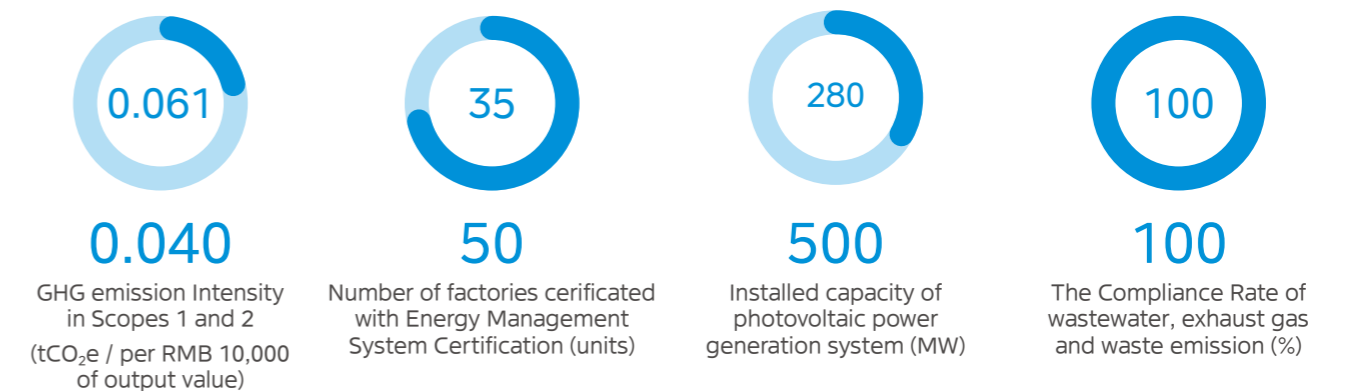 0.061
0.040
GHG emission Intensity
in Scopes 1 and 2
(tCO₂e / per RMB 10,000
of output value)
35
50
Number of factories cerificated
with Energy Management
System Certification (units)
280
500
Installed capacity of
photovoltaic power
generation system (MW)
100
100
The Compliance Rate of
wastewater, exhaust gas
and waste emission (%)